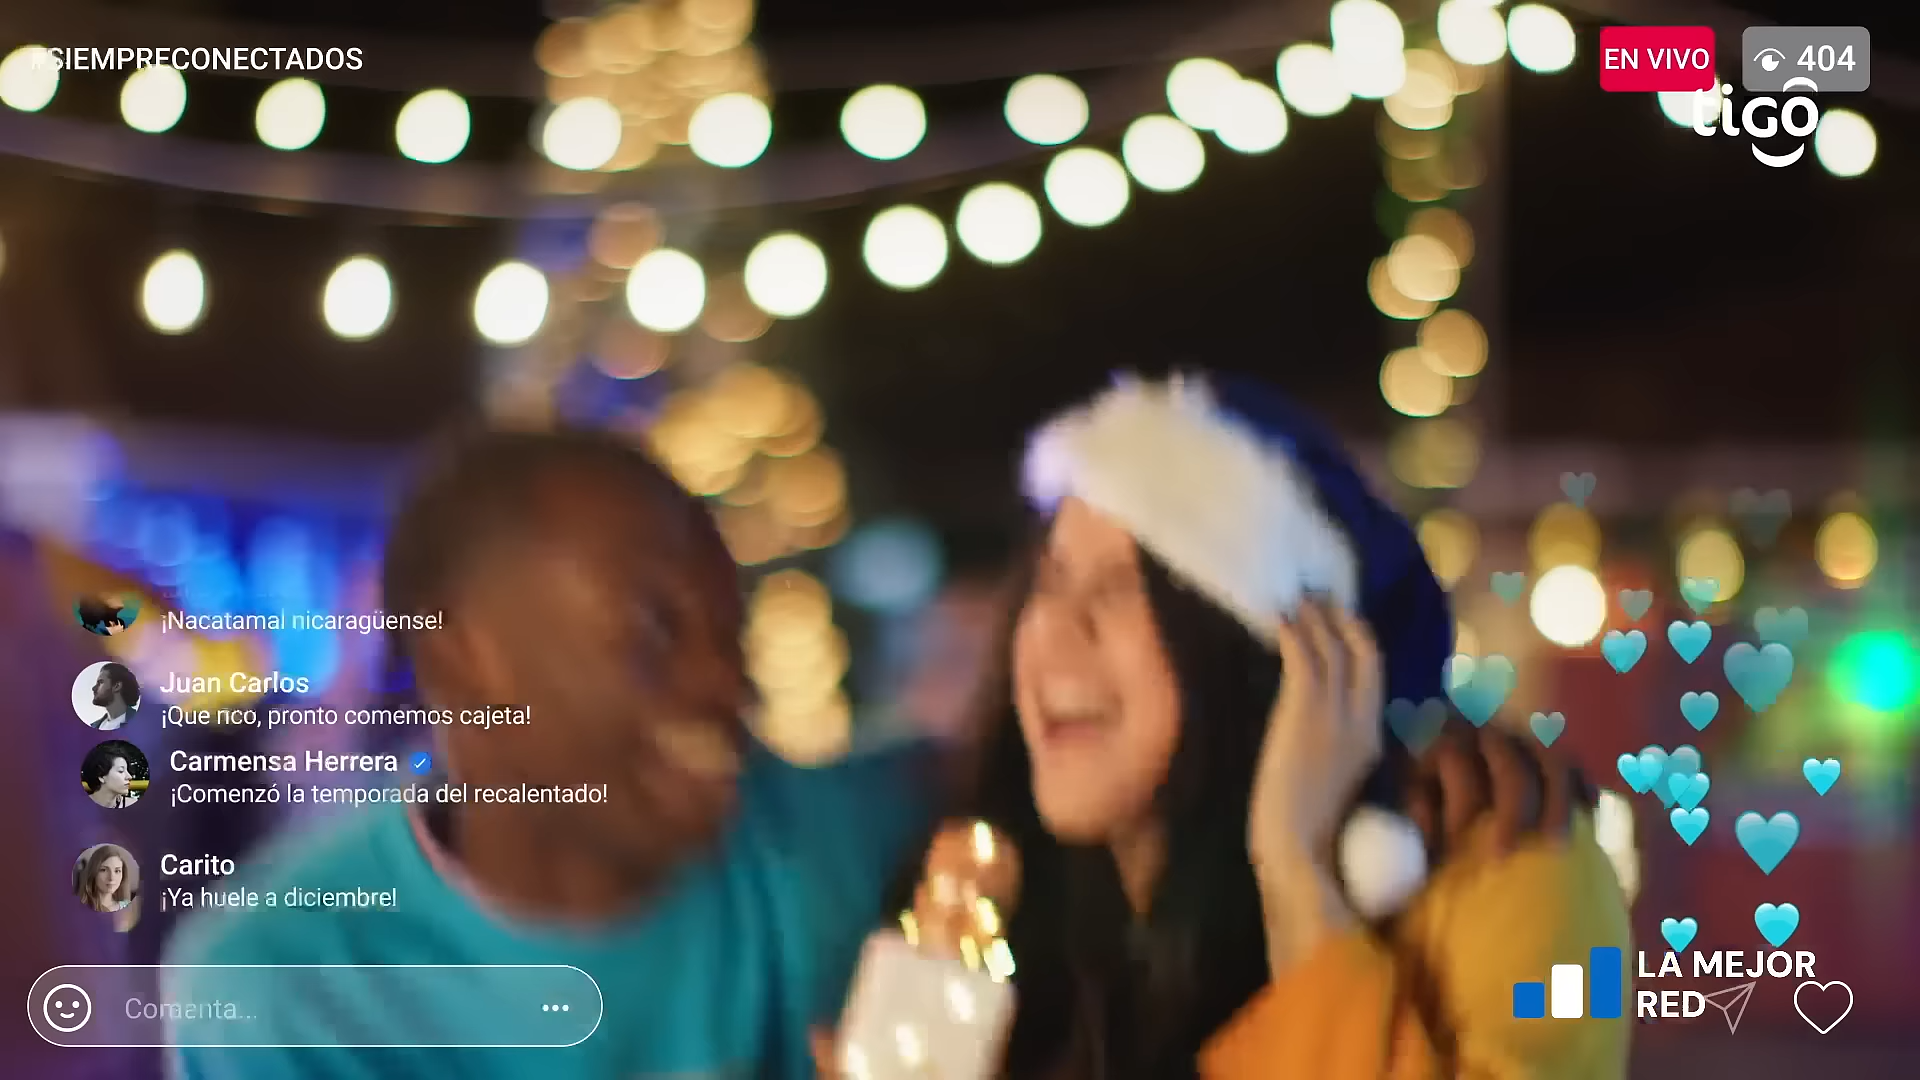 #SIEMPRECONECTADOS
EN VIVO
404
tigo
¡Nacatamal nicaragüense!
Juan Carlos
¡Que rico, pronto comemos cajeta!
Carmensa Herrera
¡Comenzó la temporada del recalentado!
Carito
¡Ya huele a diciembre!
Comenta...
LA MEJOR
RED